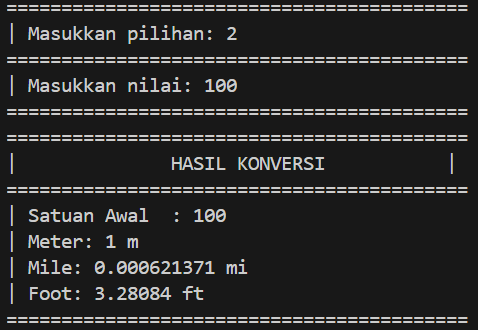 ==========================================
| Masukkan pilihan: 2
==========================================
| Masukkan nilai: 100
==========================================
==========================================
|              HASIL KONVERSI           |
==========================================
| Satuan Awal  : 100
| Meter: 1 m
| Mile: 0.000621371 mi
| Foot: 3.28084 ft
==========================================